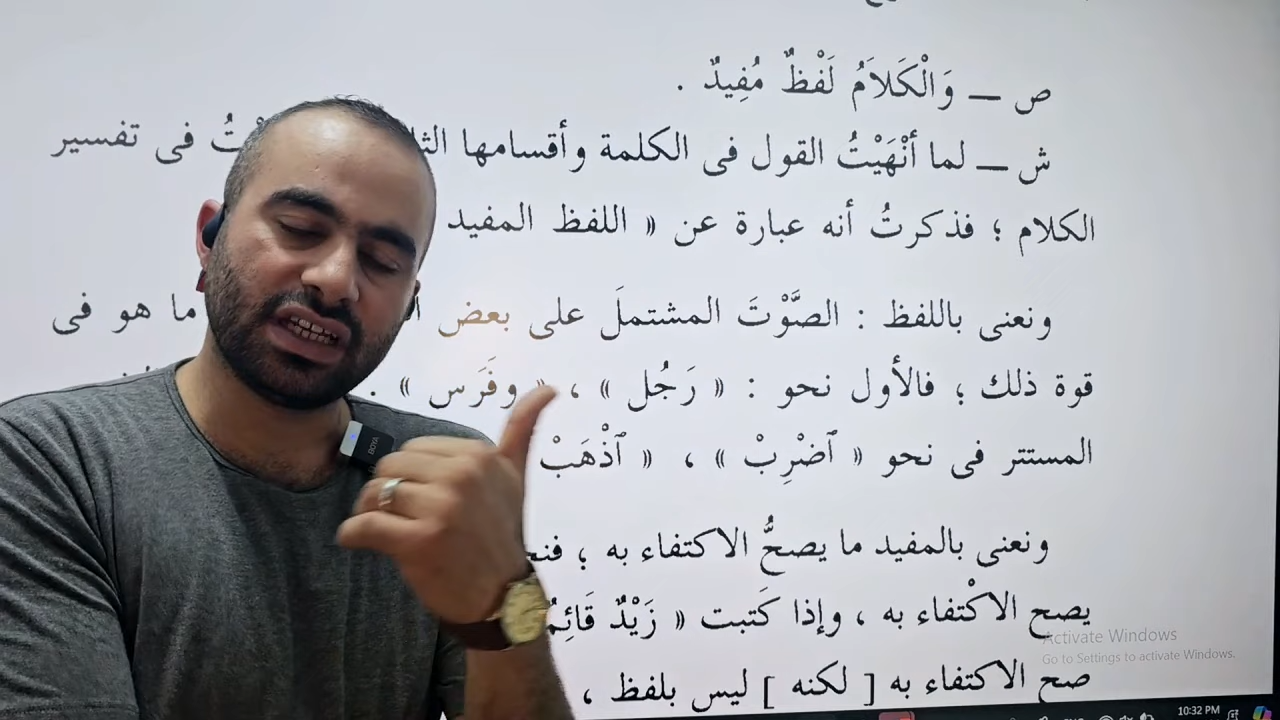 ص — وَالْكَلاَمُ لَفْظٌ مُفِيدٌ .
ش — لما أنْهَيْتُ القول فى الكلمة وأقسامها فى تفسير
الكلام ؛ فذكرتُ أنه عبارة عن « اللفظ المفيد
ونعنى باللفظ : الصَّوْتَ المشتملَ على بعض ما هو فى
قوة ذلك ؛ فالأول نحو : « رَجُل » ، « وفَرَس » .
المستتر فى نحو « ٱضْرِبْ » ، « ٱذْهَبْ
ونعنى بالمفيد ما يصحُّ الاكتفاء به ؛
يصح الاكْتفاء به ، وإذا كَتبت « زَيْدٌ قَائِمٌ
صح الاكتفاء به [ لكنه ] ليس بلفظ ،
Activate Windows
Go to Settings to activate Windows.
10:32 PM
BOYA